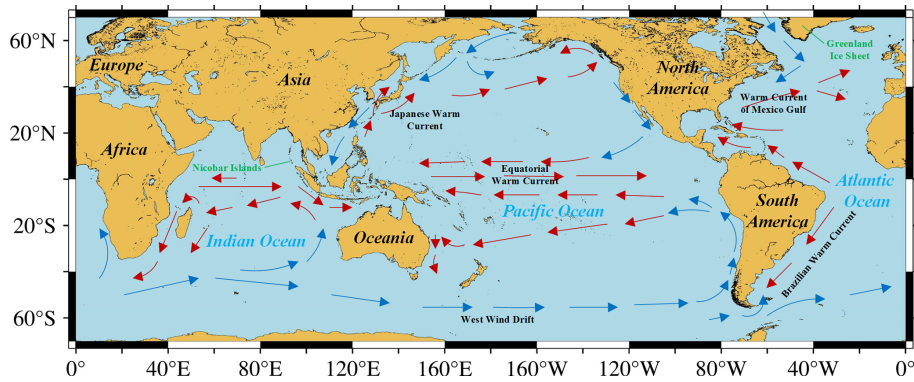 60°N
20°N
20°S
60°S
Europe
Asia
Africa
North
America
South
America
Oceania
Greenland
Ice Sheet
Japanese Warm
Current
Warm Current
of Mexico Gulf
Nicobar Islands
Equatorial
Warm Current
Pacific Ocean
Atlantic
Ocean
Indian Ocean
Brazilian Warm Current
West Wind Drift
0°
40°E
80°E
120°E
160°E
160°W
120°W
80°W
40°W
0°